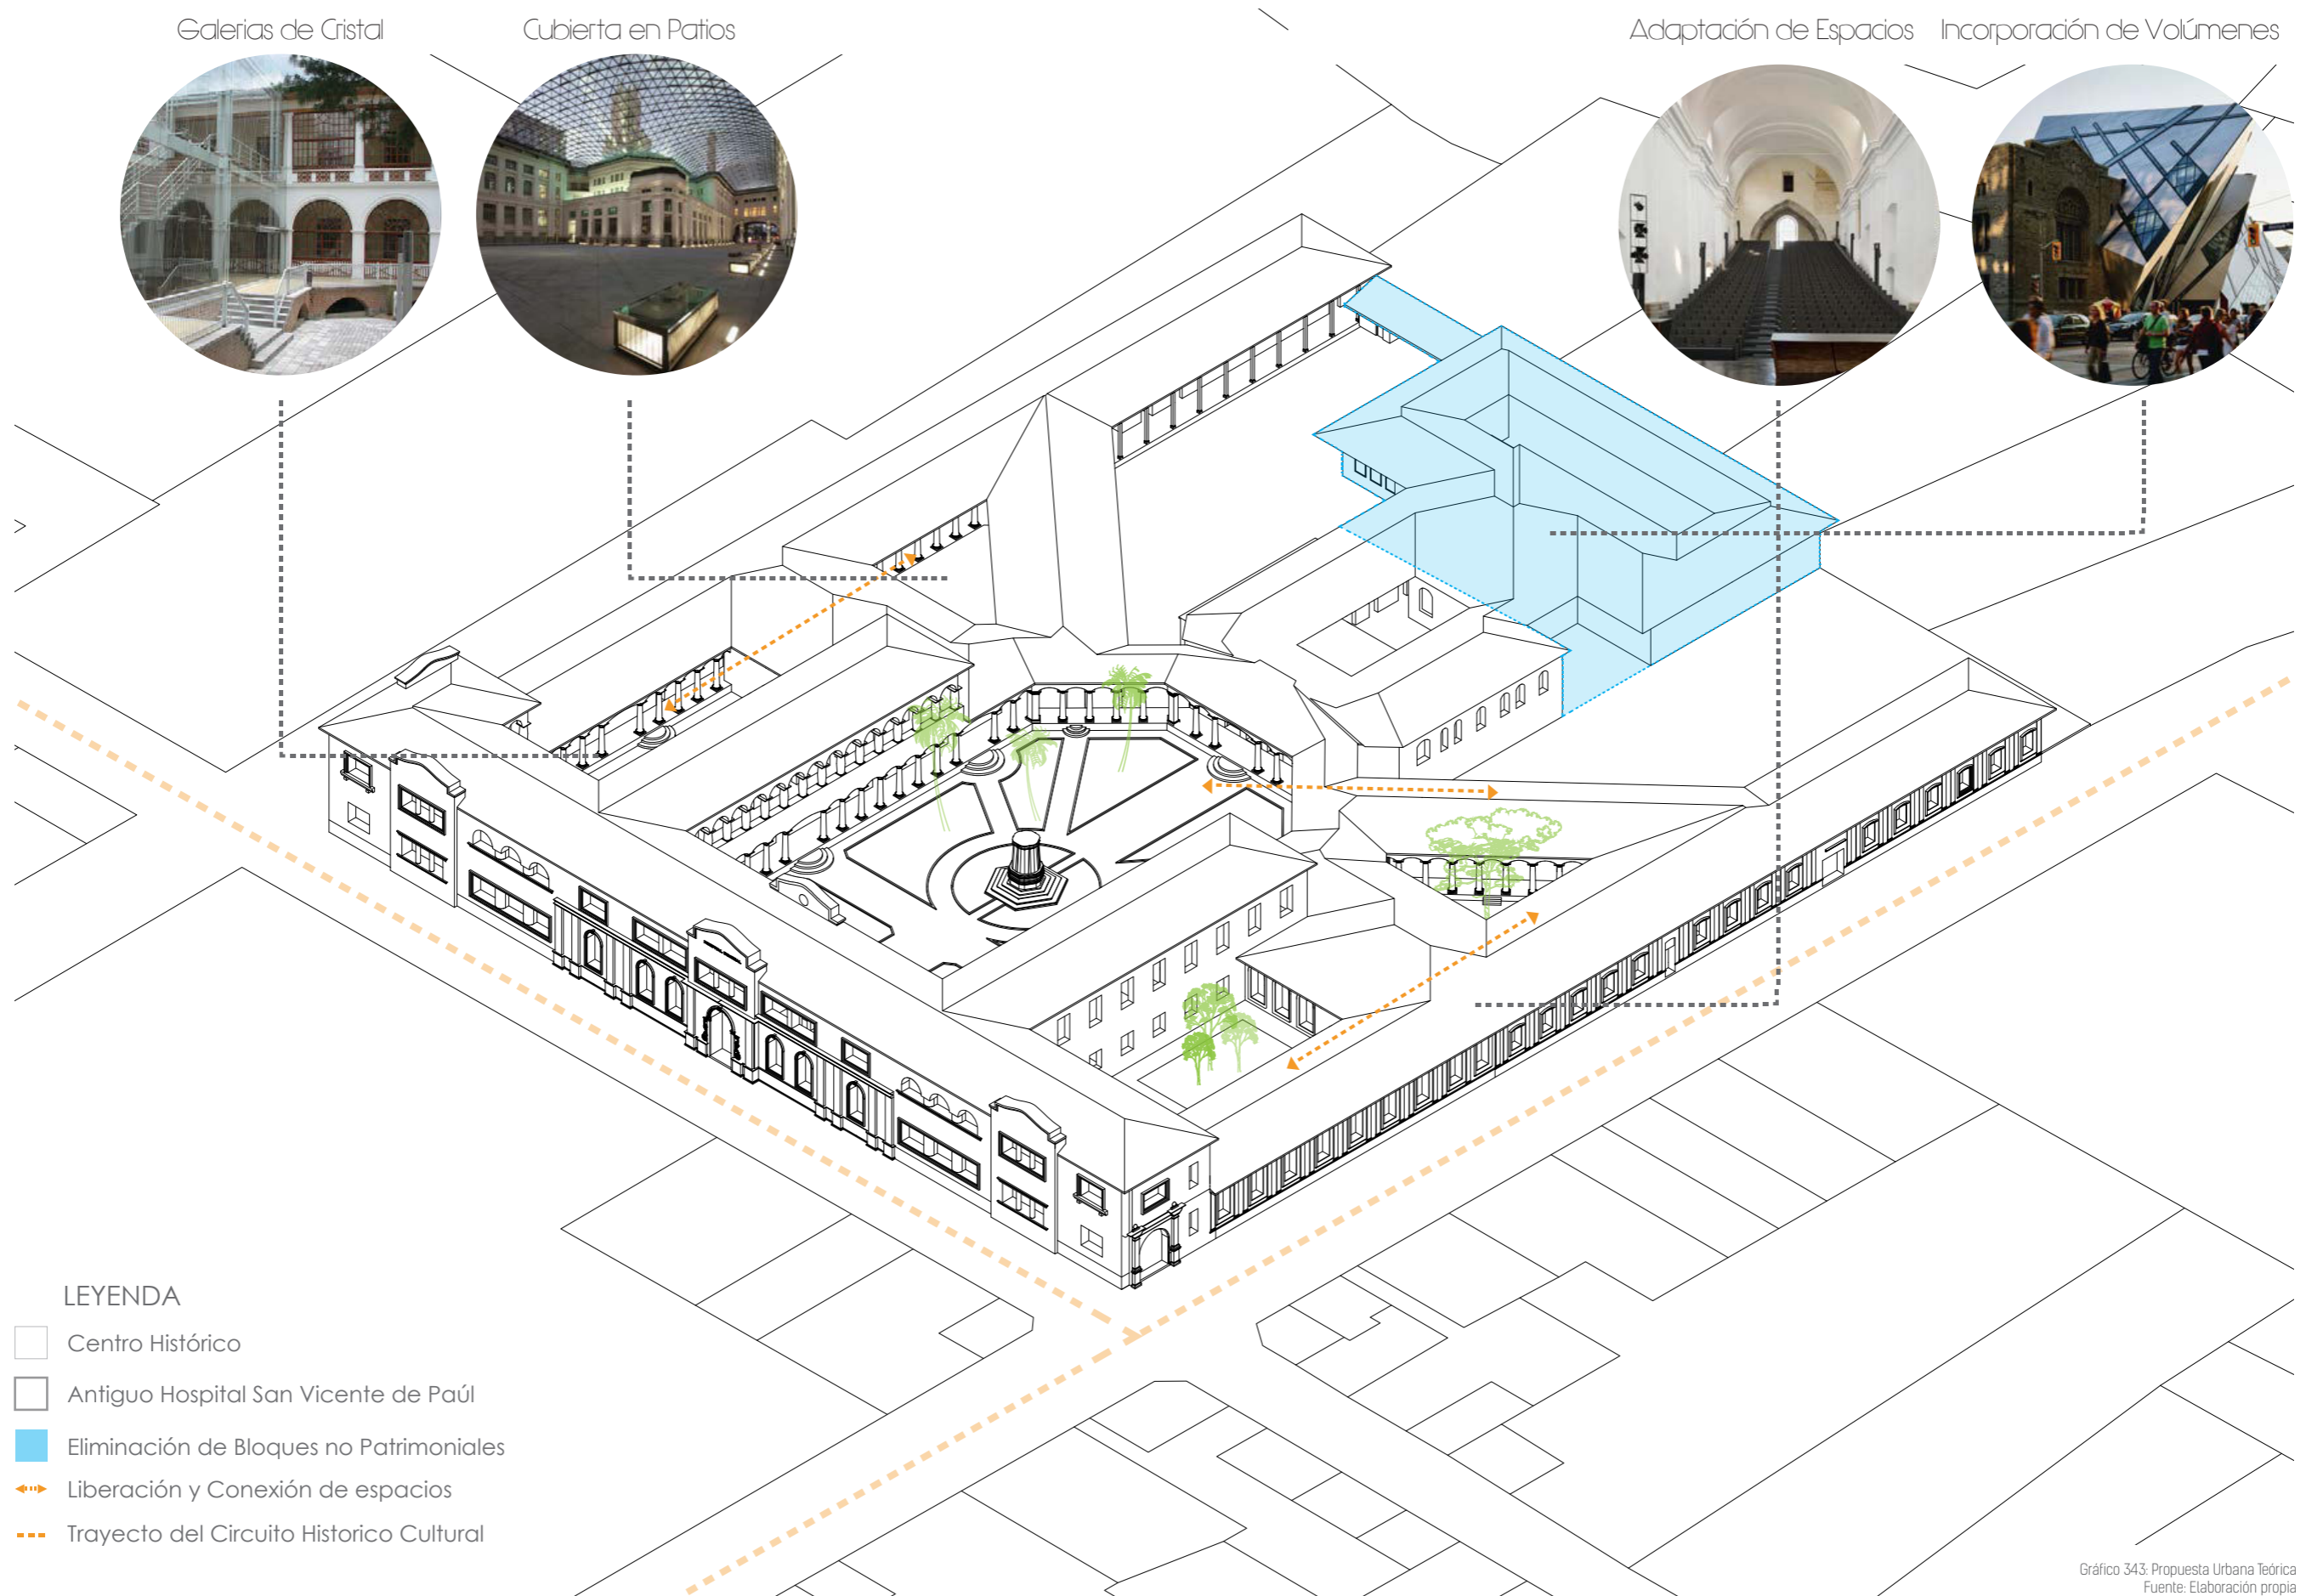 Galerias de Cristal
Cubierta en Patios
Adaptación de Espacios
Incorporación de Volúmenes
LEYENDA
Centro Histórico
Antiguo Hospital San Vicente de Paúl
Eliminación de Bloques no Patrimoniales
Liberación y Conexión de espacios
Trayecto del Circuito Historico Cultural
Gráfico 343: Propuesta Urbana Teórica
Fuente: Elaboración propia